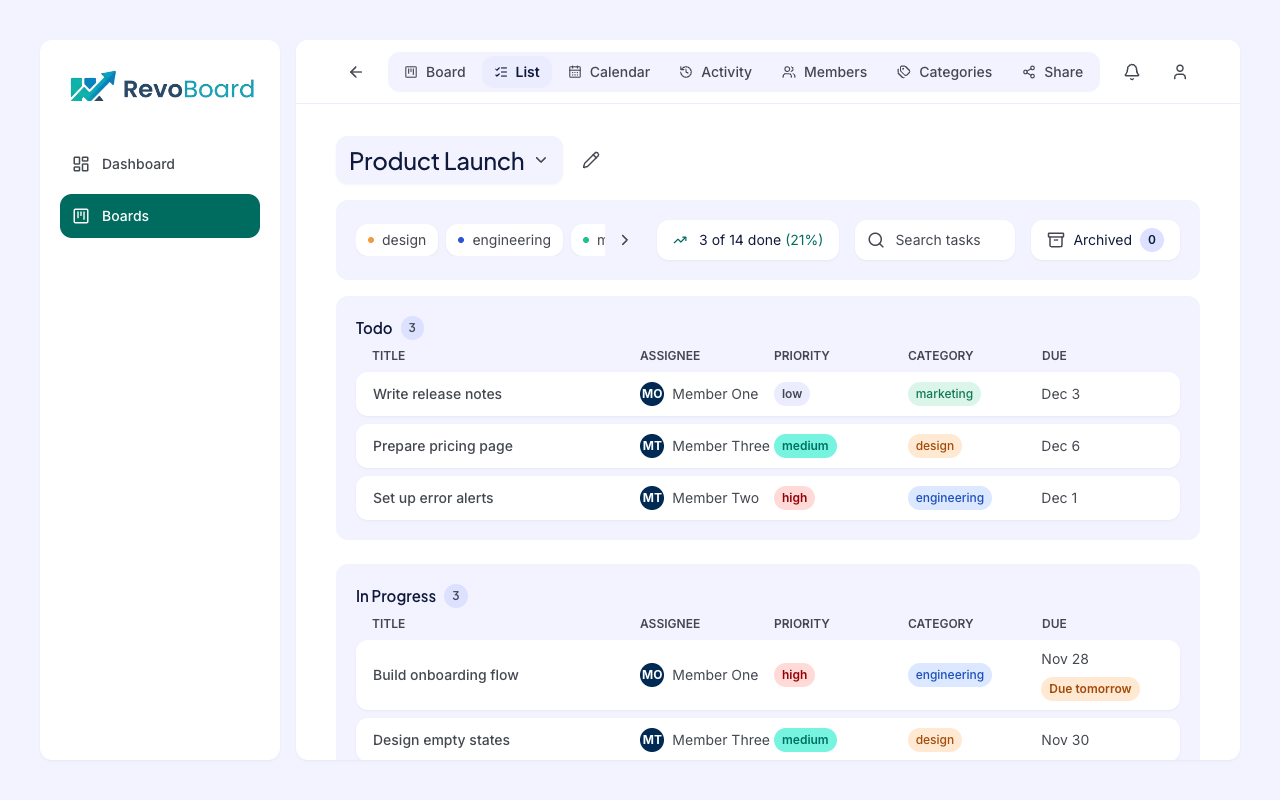 RevoBoard
Dashboard
Boards
Board
List
Calendar
Activity
Members
Categories
Share
Product Launch
design
engineering
3 of 14 done (21%)
Search tasks
Archived 0
Todo 3
TITLE ASSIGNEE PRIORITY CATEGORY DUE
Write release notes MO Member One low marketing Dec 3
Prepare pricing page MT Member Three medium design Dec 6
Set up error alerts MT Member Two high engineering Dec 1
In Progress 3
TITLE ASSIGNEE PRIORITY CATEGORY DUE
Build onboarding flow MO Member One high engineering Nov 28
Due tomorrow
Design empty states MT Member Three medium design Nov 30